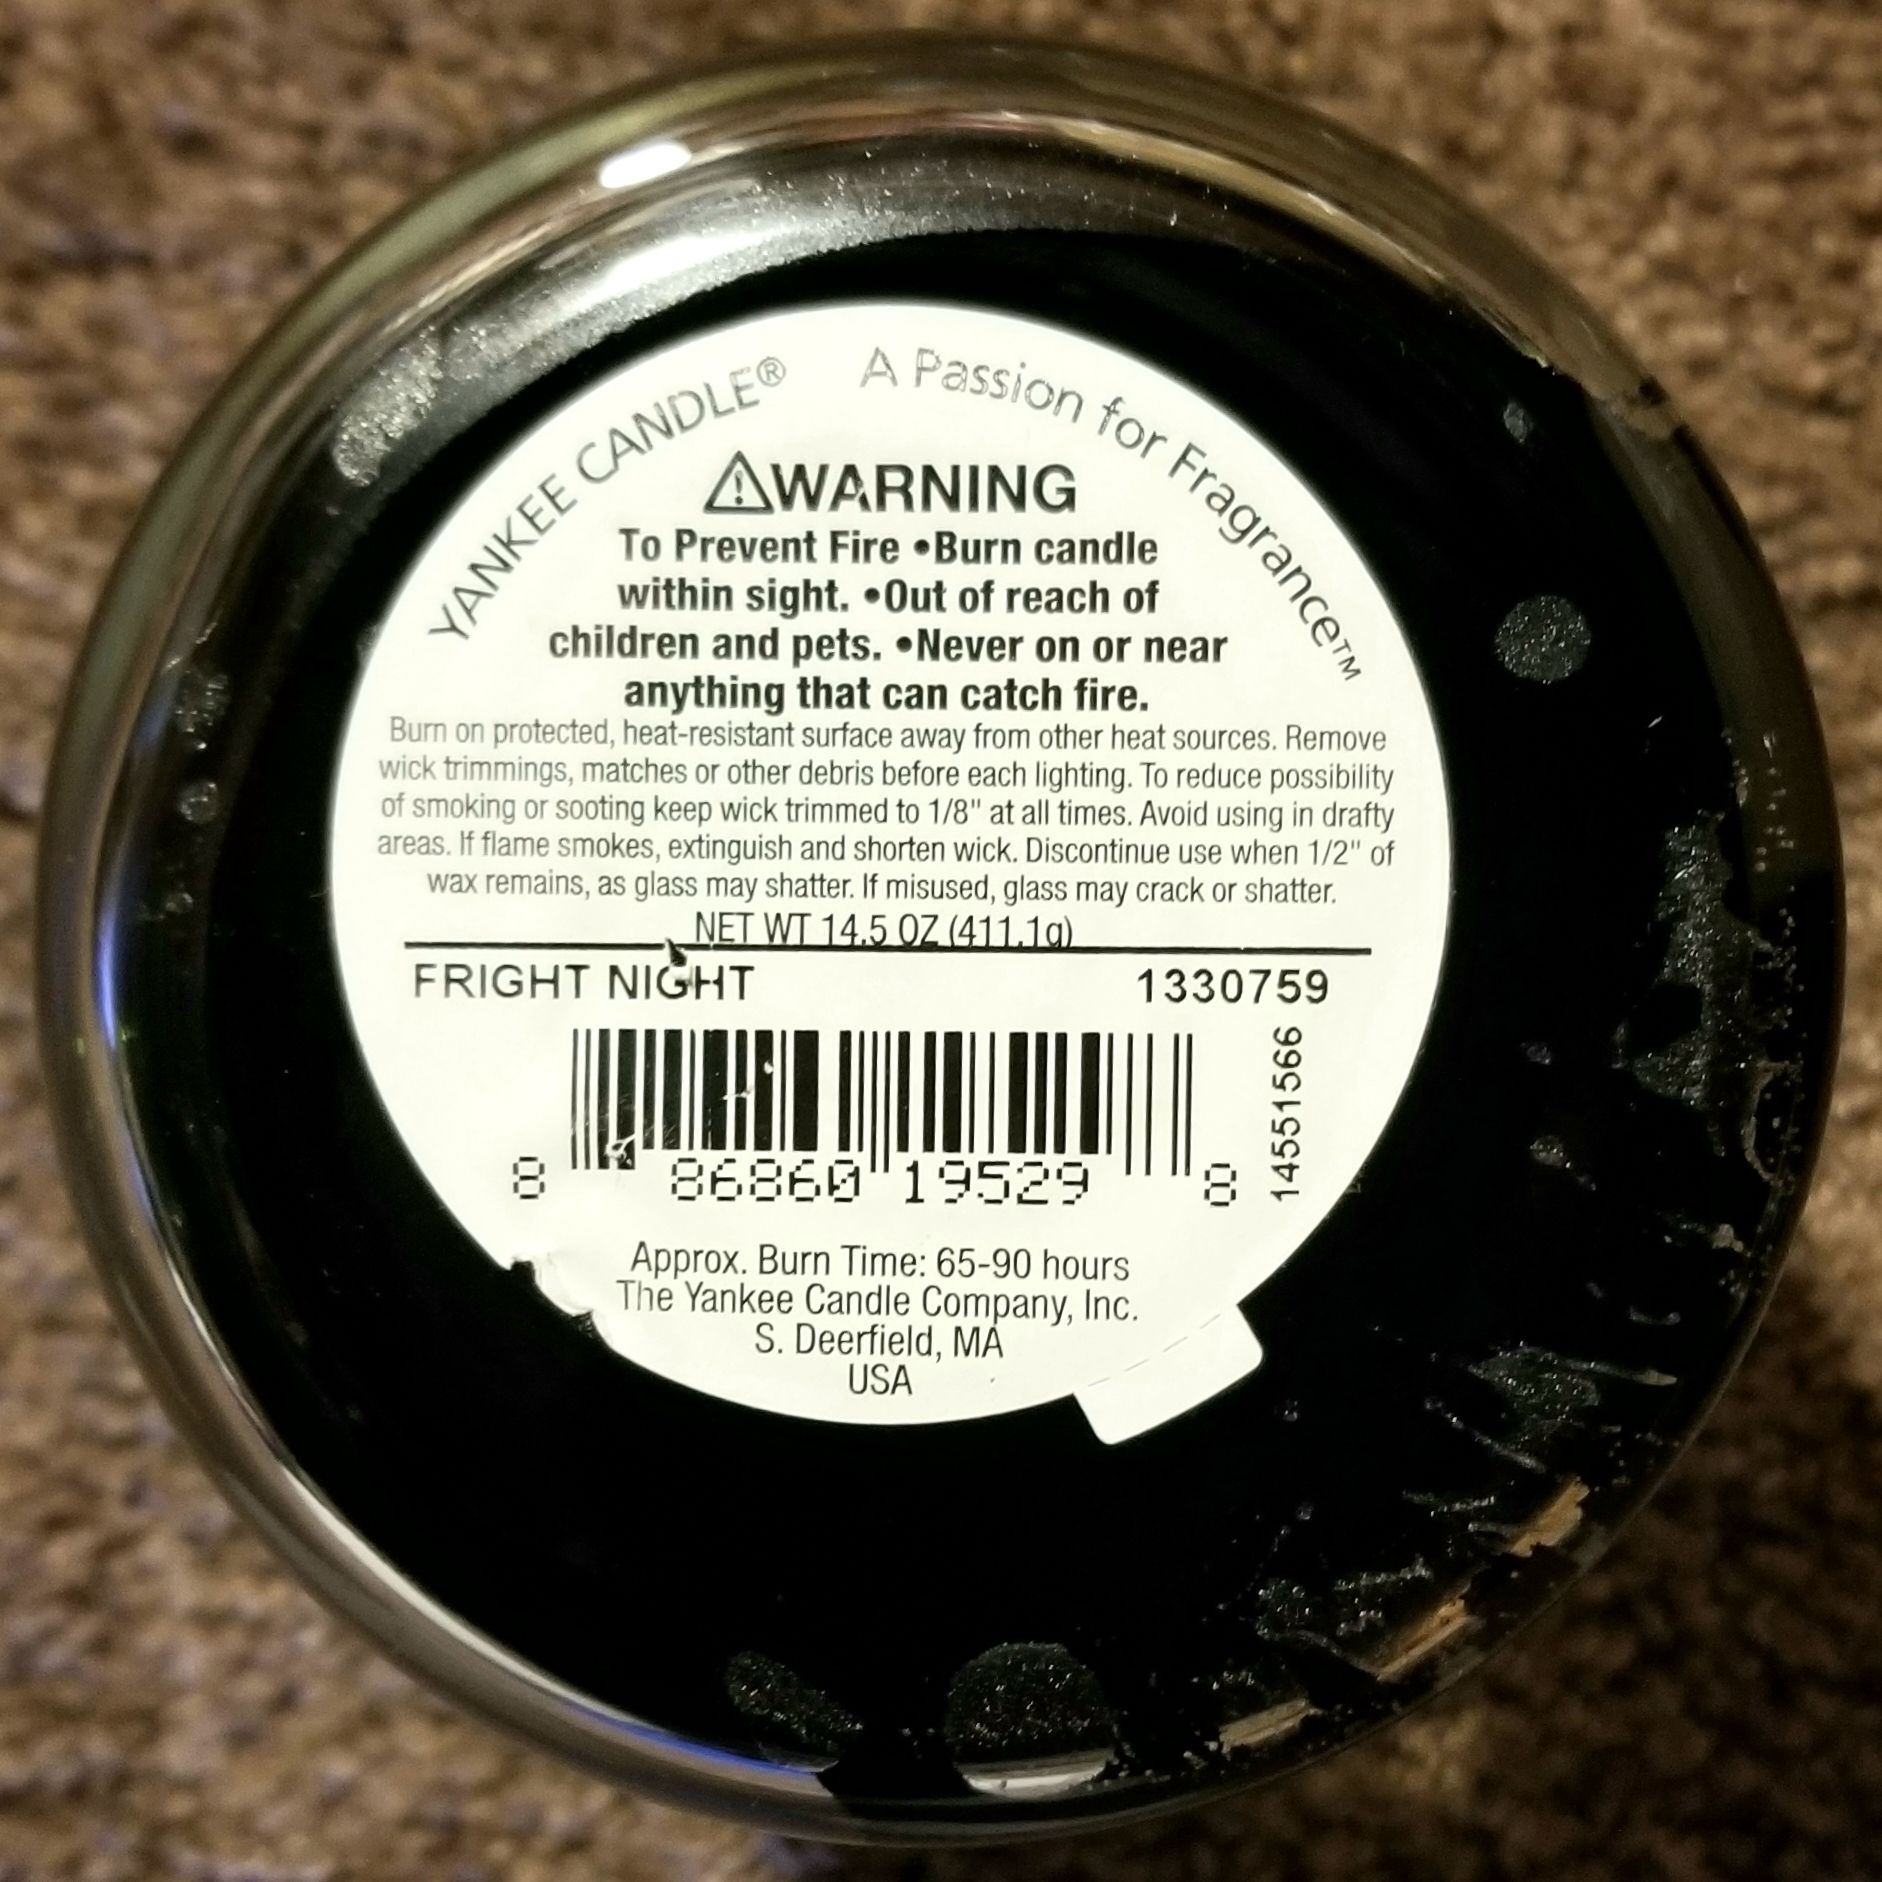 YANKEE CANDLE® A Passion for Fragrance™
⚠WARNING
To Prevent Fire •Burn candle
within sight. •Out of reach of
children and pets. •Never on or near
anything that can catch fire.
Burn on protected, heat-resistant surface away from other heat sources. Remove
wick trimmings, matches or other debris before each lighting. To reduce possibility
of smoking or sooting keep wick trimmed to 1/8" at all times. Avoid using in drafty
areas. If flame smokes, extinguish and shorten wick. Discontinue use when 1/2" of
wax remains, as glass may shatter. If misused, glass may crack or shatter.
NET WT 14.5 OZ (411.1g)
FRIGHT NIGHT 1330759
8 86860 19529 8
14551566
Approx. Burn Time: 65-90 hours
The Yankee Candle Company, Inc.
S. Deerfield, MA
USA